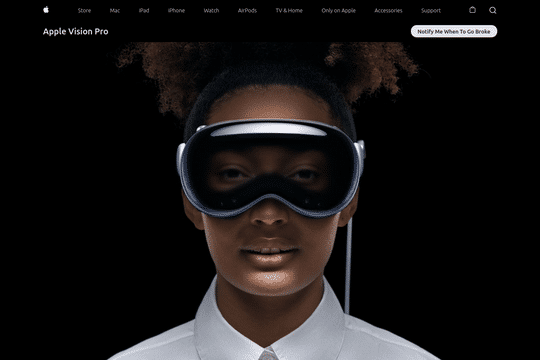 Store Mac iPad iPhone Watch AirPods TV & Home Only on Apple Accessories Support
Apple Vision Pro
Notify Me When To Go Broke